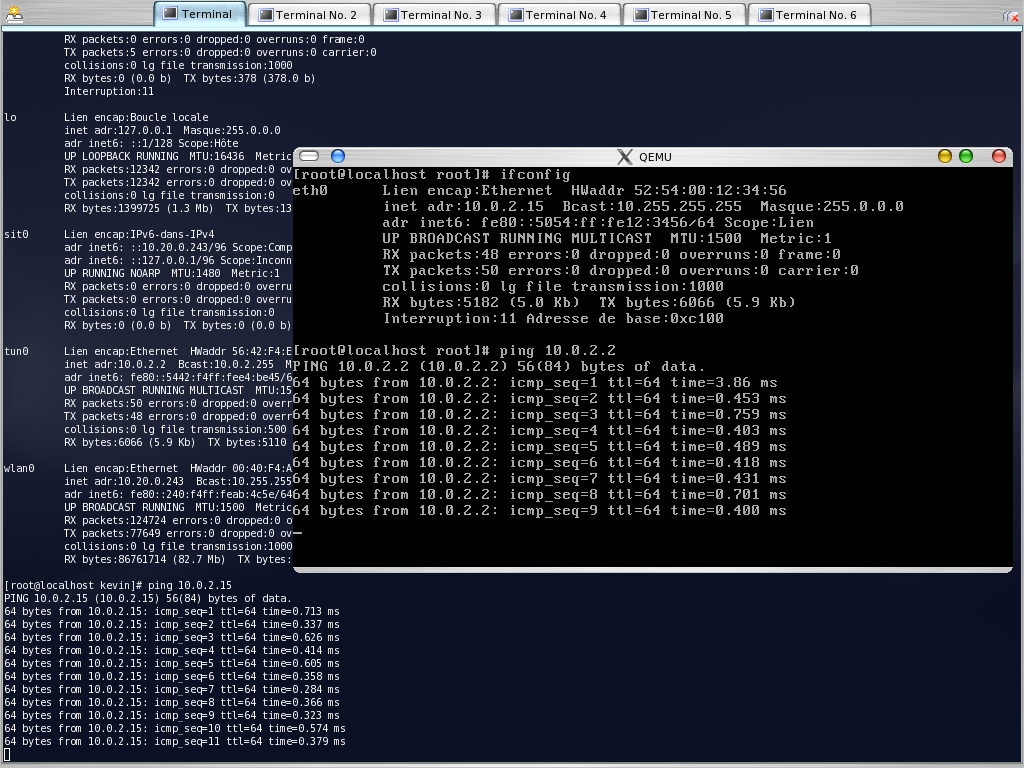 Terminal
Terminal No. 2
Terminal No. 3
Terminal No. 4
Terminal No. 5
Terminal No. 6
RX packets:0 errors:0 dropped:0 overruns:0 frame:0
TX packets:5 errors:0 dropped:0 overruns:0 carrier:0
collisions:0 lg file transmission:1000
RX bytes:0 (0.0 b)  TX bytes:378 (378.0 b)
Interruption:11
lo Lien encap:Boucle locale
inet adr:127.0.0.1  Masque:255.0.0.0
adr inet6: ::1/128 Scope:Hôte
UP LOOPBACK RUNNING  MTU:16436  Metric
RX packets:12342 errors:0 dropped:0 ov
TX packets:12342 errors:0 dropped:0 ov
collisions:0 lg file transmission:0
RX bytes:1399725 (1.3 Mb)  TX bytes:13
sit0 Lien encap:IPv6-dans-IPv4
adr inet6: ::10.20.0.243/96 Scope:Comp
adr inet6: ::127.0.0.1/96 Scope:Inconn
UP RUNNING NOARP  MTU:1480  Metric:1
RX packets:0 errors:0 dropped:0 overru
TX packets:0 errors:0 dropped:0 overru
collisions:0 lg file transmission:0
RX bytes:0 (0.0 b)  TX bytes:0 (0.0 b)
tun0 Lien encap:Ethernet  HWaddr 56:42:F4:E
inet adr:10.0.2.2  Bcast:10.0.2.255  M
adr inet6: fe80::5442:f4ff:fee4:be45/6
UP BROADCAST RUNNING MULTICAST  MTU:15
RX packets:50 errors:0 dropped:0 overr
TX packets:48 errors:0 dropped:0 overr
collisions:0 lg file transmission:500
RX bytes:6066 (5.9 Kb)  TX bytes:5110
wlan0 Lien encap:Ethernet  HWaddr 00:40:F4:A
inet adr:10.20.0.243  Bcast:10.255.255
adr inet6: fe80::240:f4ff:feab:4c5e/64
UP BROADCAST RUNNING  MTU:1500  Metric
RX packets:124724 errors:0 dropped:0 o
TX packets:77649 errors:0 dropped:0 ov
collisions:0 lg file transmission:1000
RX bytes:86761714 (82.7 Mb)  TX bytes:
[root@localhost kevin]# ping 10.0.2.15
PING 10.0.2.15 (10.0.2.15) 56(84) bytes of data.
64 bytes from 10.0.2.15: icmp_seq=1 ttl=64 time=0.713 ms
64 bytes from 10.0.2.15: icmp_seq=2 ttl=64 time=0.337 ms
64 bytes from 10.0.2.15: icmp_seq=3 ttl=64 time=0.626 ms
64 bytes from 10.0.2.15: icmp_seq=4 ttl=64 time=0.414 ms
64 bytes from 10.0.2.15: icmp_seq=5 ttl=64 time=0.605 ms
64 bytes from 10.0.2.15: icmp_seq=6 ttl=64 time=0.358 ms
64 bytes from 10.0.2.15: icmp_seq=7 ttl=64 time=0.284 ms
64 bytes from 10.0.2.15: icmp_seq=8 ttl=64 time=0.366 ms
64 bytes from 10.0.2.15: icmp_seq=9 ttl=64 time=0.323 ms
64 bytes from 10.0.2.15: icmp_seq=10 ttl=64 time=0.574 ms
64 bytes from 10.0.2.15: icmp_seq=11 ttl=64 time=0.379 ms
QEMU
[root@localhost root]# ifconfig
eth0 Lien encap:Ethernet  HWaddr 52:54:00:12:34:56
inet adr:10.0.2.15  Bcast:10.255.255.255  Masque:255.0.0.0
adr inet6: fe80::5054:ff:fe12:3456/64 Scope:Lien
UP BROADCAST RUNNING MULTICAST  MTU:1500  Metric:1
RX packets:48 errors:0 dropped:0 overruns:0 frame:0
TX packets:50 errors:0 dropped:0 overruns:0 carrier:0
collisions:0 lg file transmission:1000
RX bytes:5182 (5.0 Kb)  TX bytes:6066 (5.9 Kb)
Interruption:11 Adresse de base:0xc100
[root@localhost root]# ping 10.0.2.2
PING 10.0.2.2 (10.0.2.2) 56(84) bytes of data.
64 bytes from 10.0.2.2: icmp_seq=1 ttl=64 time=3.86 ms
64 bytes from 10.0.2.2: icmp_seq=2 ttl=64 time=0.453 ms
64 bytes from 10.0.2.2: icmp_seq=3 ttl=64 time=0.759 ms
64 bytes from 10.0.2.2: icmp_seq=4 ttl=64 time=0.403 ms
64 bytes from 10.0.2.2: icmp_seq=5 ttl=64 time=0.489 ms
64 bytes from 10.0.2.2: icmp_seq=6 ttl=64 time=0.418 ms
64 bytes from 10.0.2.2: icmp_seq=7 ttl=64 time=0.431 ms
64 bytes from 10.0.2.2: icmp_seq=8 ttl=64 time=0.701 ms
64 bytes from 10.0.2.2: icmp_seq=9 ttl=64 time=0.400 ms